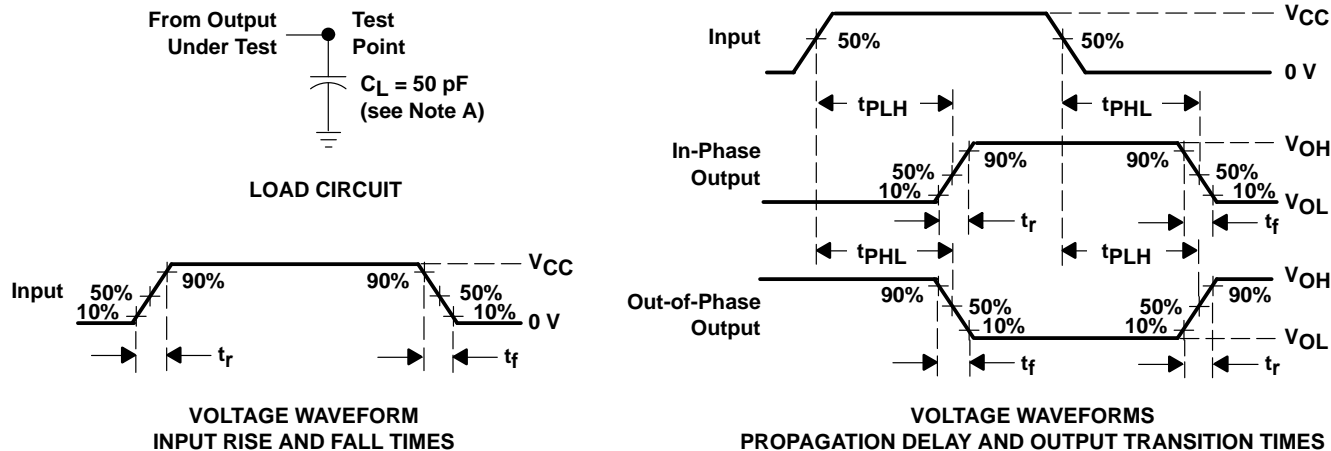 From Output
Under Test
Test
Point
CL = 50 pF
(see Note A)
LOAD CIRCUIT
Input
50%
10%
90%
90%
50%
10%
VCC
0 V
tr
tf
VOLTAGE WAVEFORM
INPUT RISE AND FALL TIMES
Input
50%
50%
VCC
0 V
tPLH
tPHL
In-Phase
Output
50%
10%
90%
90%
50%
10%
VOH
VOL
tr
tf
tPHL
tPLH
Out-of-Phase
Output
90%
50%
10%
50%
10%
90%
VOH
VOL
tf
tr
VOLTAGE WAVEFORMS
PROPAGATION DELAY AND OUTPUT TRANSITION TIMES